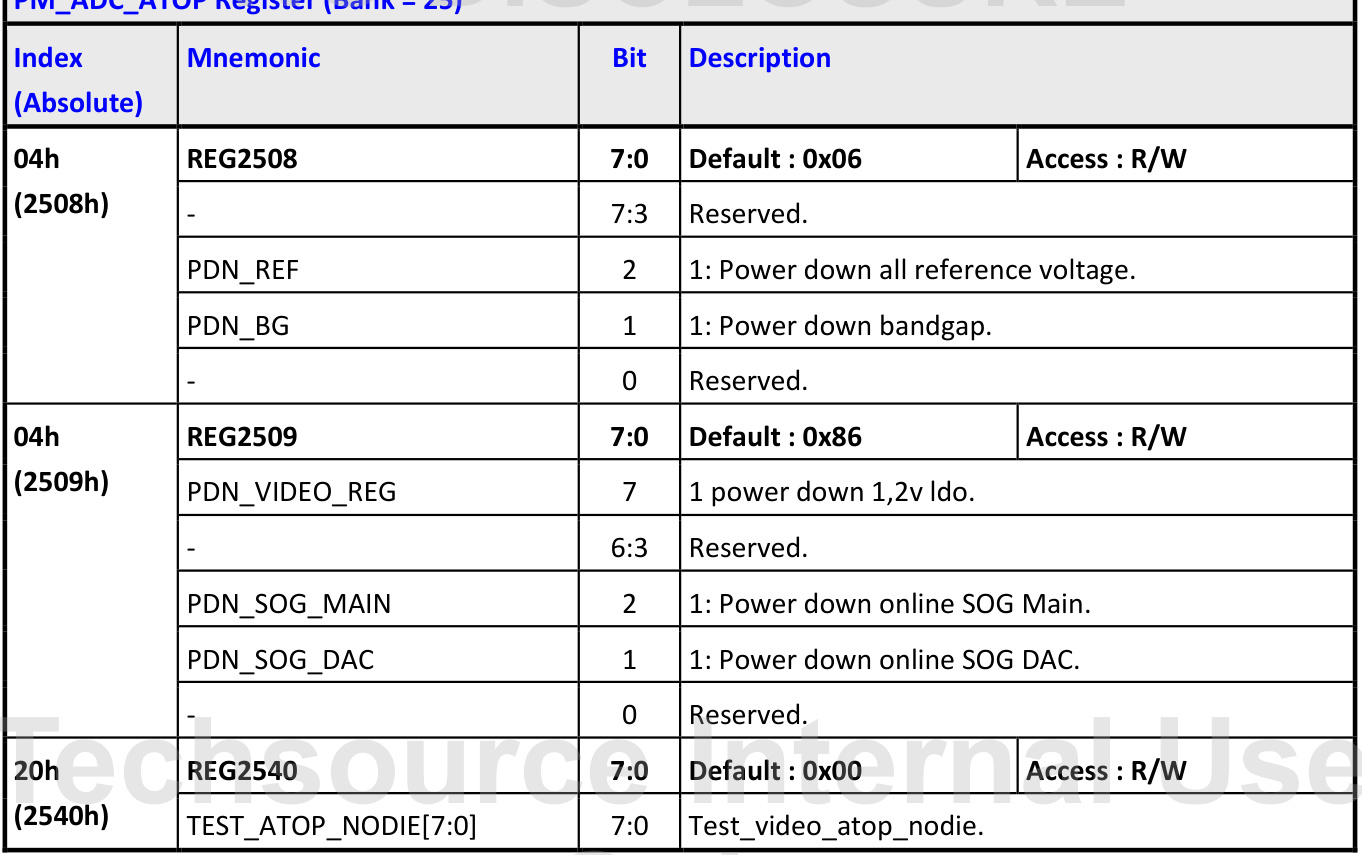 PM_ADC_ATOP Register (Bank = 25)
Index (Absolute) Mnemonic Bit Description
04h (2508h) REG2508 7:0 Default : 0x06 Access : R/W
- 7:3 Reserved.
PDN_REF 2 1: Power down all reference voltage.
PDN_BG 1 1: Power down bandgap.
- 0 Reserved.
04h (2509h) REG2509 7:0 Default : 0x86 Access : R/W
PDN_VIDEO_REG 7 1 power down 1,2v ldo.
- 6:3 Reserved.
PDN_SOG_MAIN 2 1: Power down online SOG Main.
PDN_SOG_DAC 1 1: Power down online SOG DAC.
- 0 Reserved.
Techsource Internal Use
20h (2540h) REG2540 7:0 Default : 0x00 Access : R/W
TEST_ATOP_NODIE[7:0] 7:0 Test_video_atop_nodie.